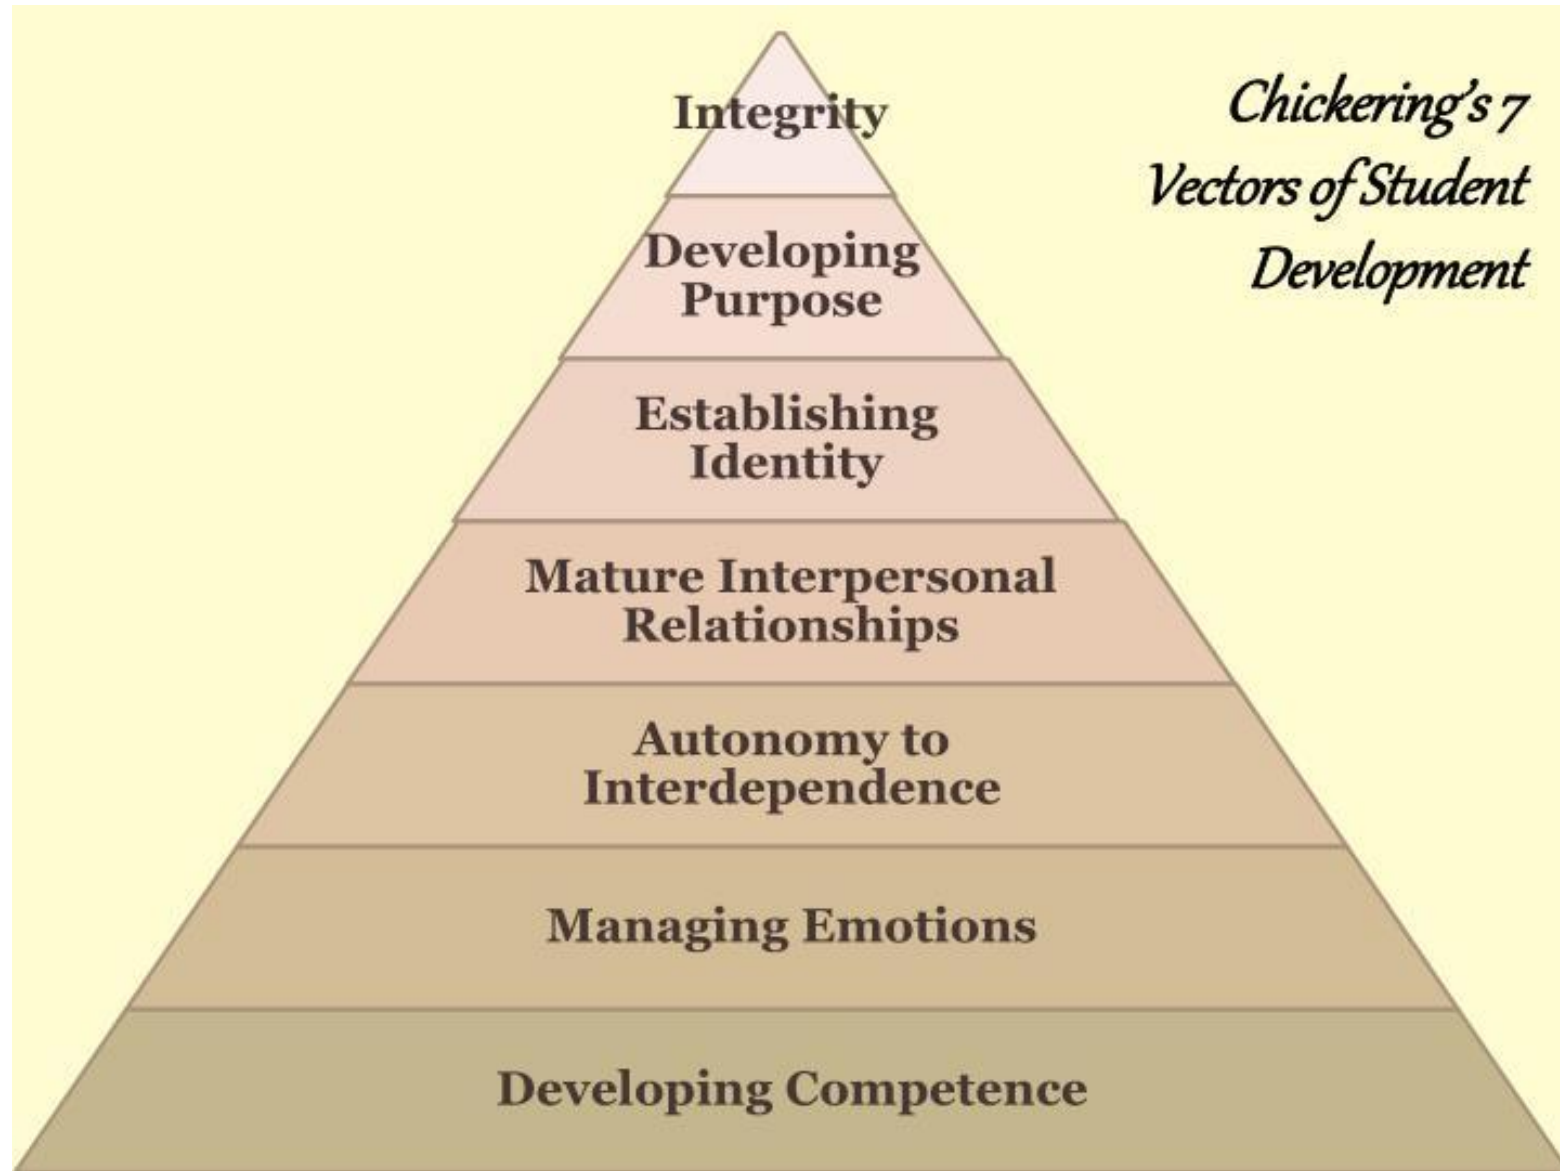 Chickering's 7
Vectors of Student
Development
Integrity
Developing
Purpose
Establishing
Identity
Mature Interpersonal
Relationships
Autonomy to
Interdependence
Managing Emotions
Developing Competence